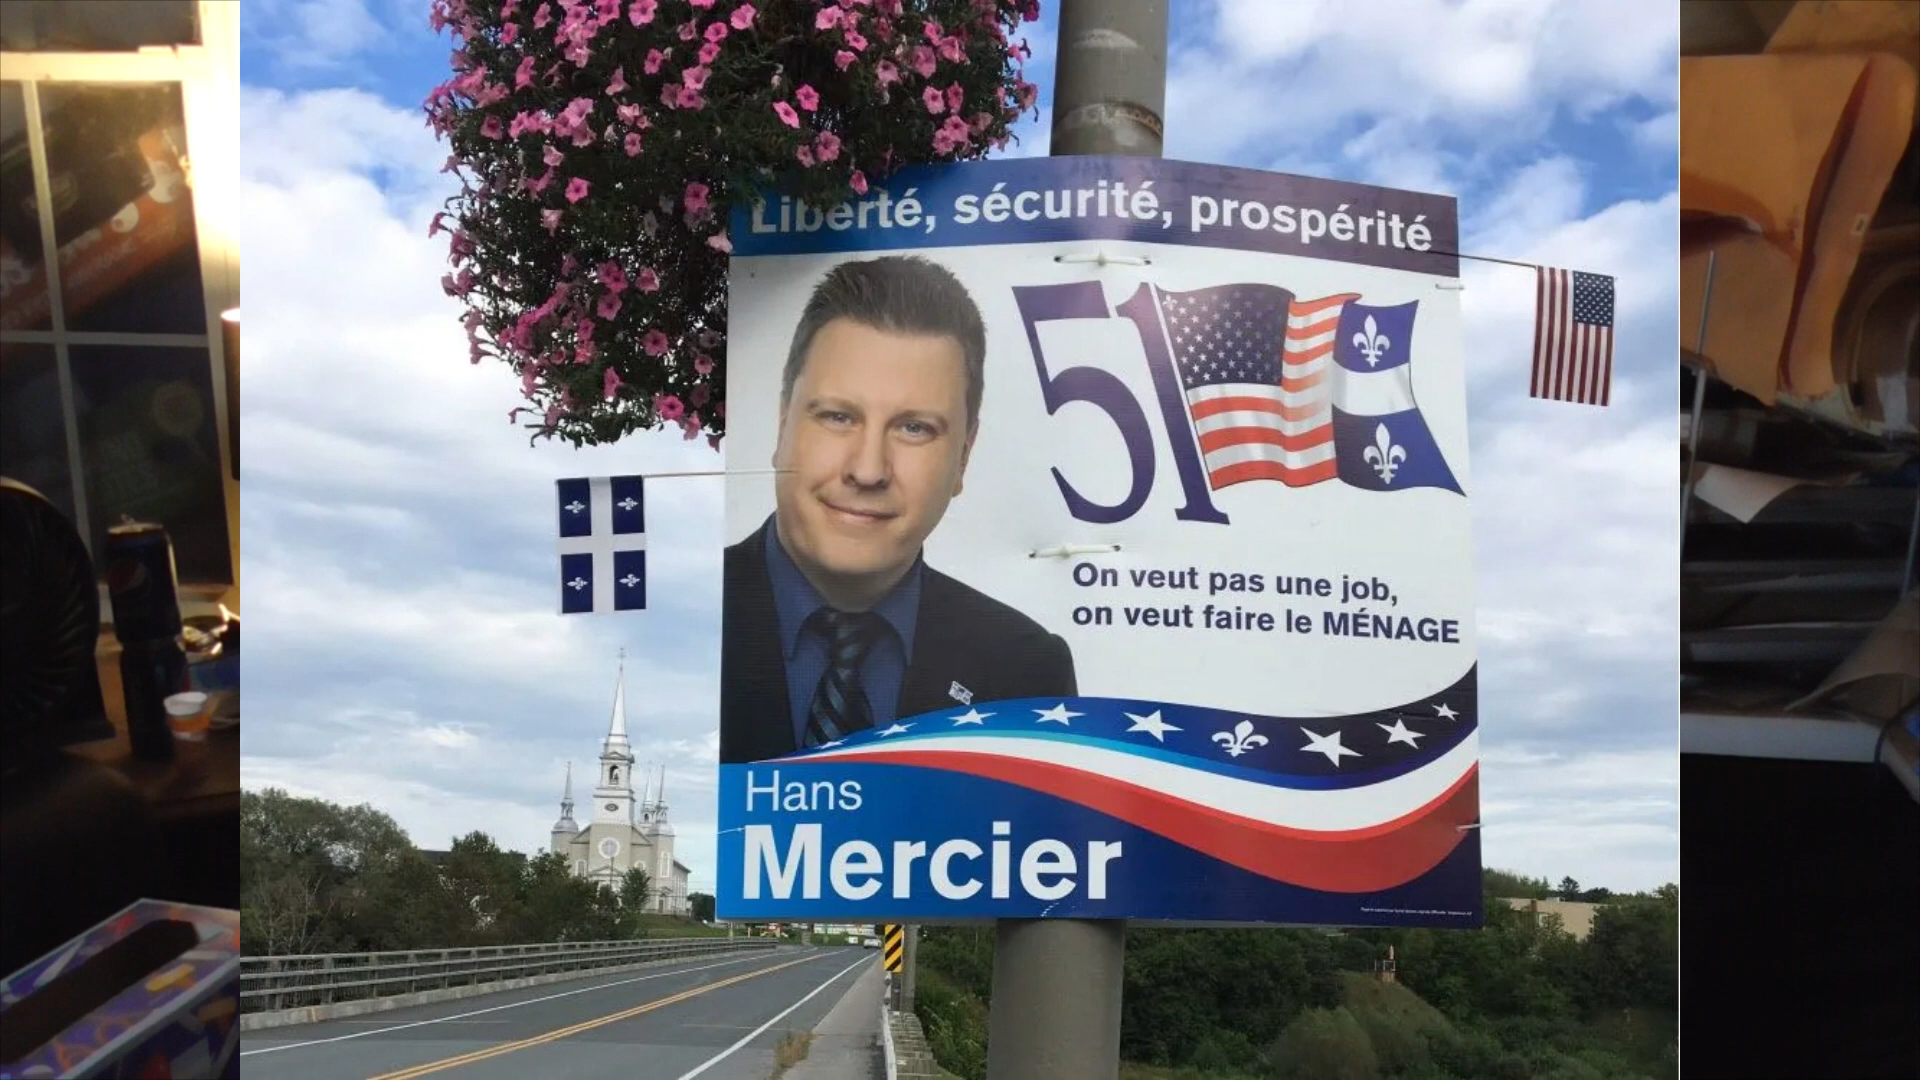 Liberté, sécurité, prospérité
51
On veut pas une job,
on veut faire le MÉNAGE
Hans
Mercier